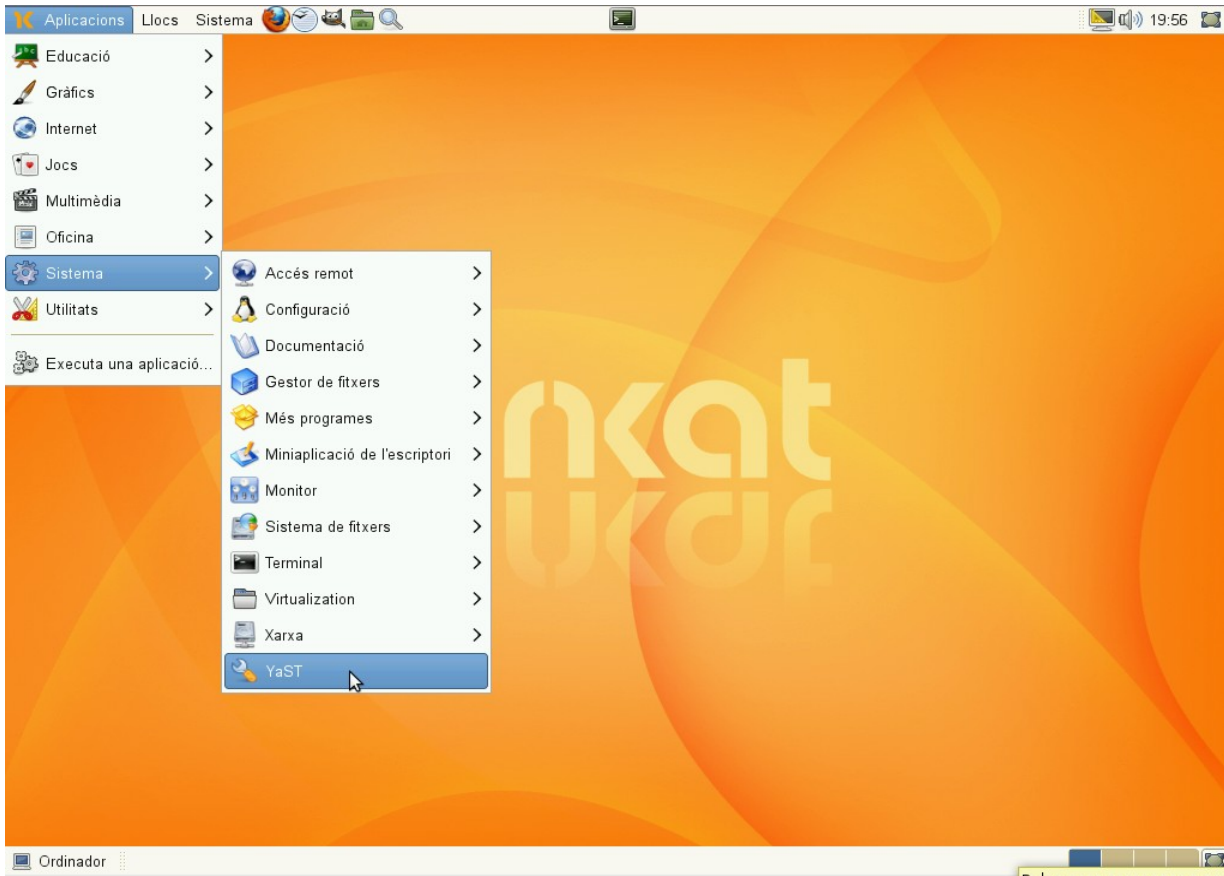 Aplicacions Llocs Sistema 19:56
Educació
Gràfics
Internet
Jocs
Multimèdia
Oficina
Sistema
Utilitats
Executa una aplicació...
Accés remot
Configuració
Documentació
Gestor de fitxers
Més programes
Miniaplicació de l'escriptori
Monitor
Sistema de fitxers
Terminal
Virtualization
Xarxa
YaST
nkat
Ordinador